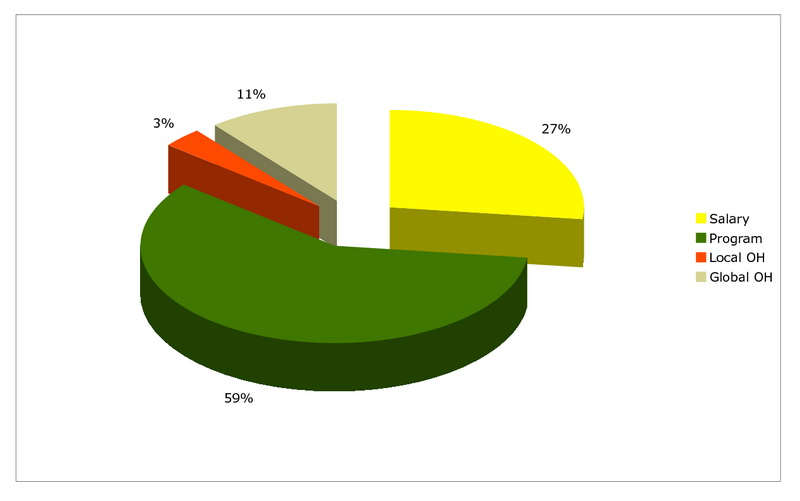 11%
3%
27%
Salary
Program
Local OH
Global OH
59%